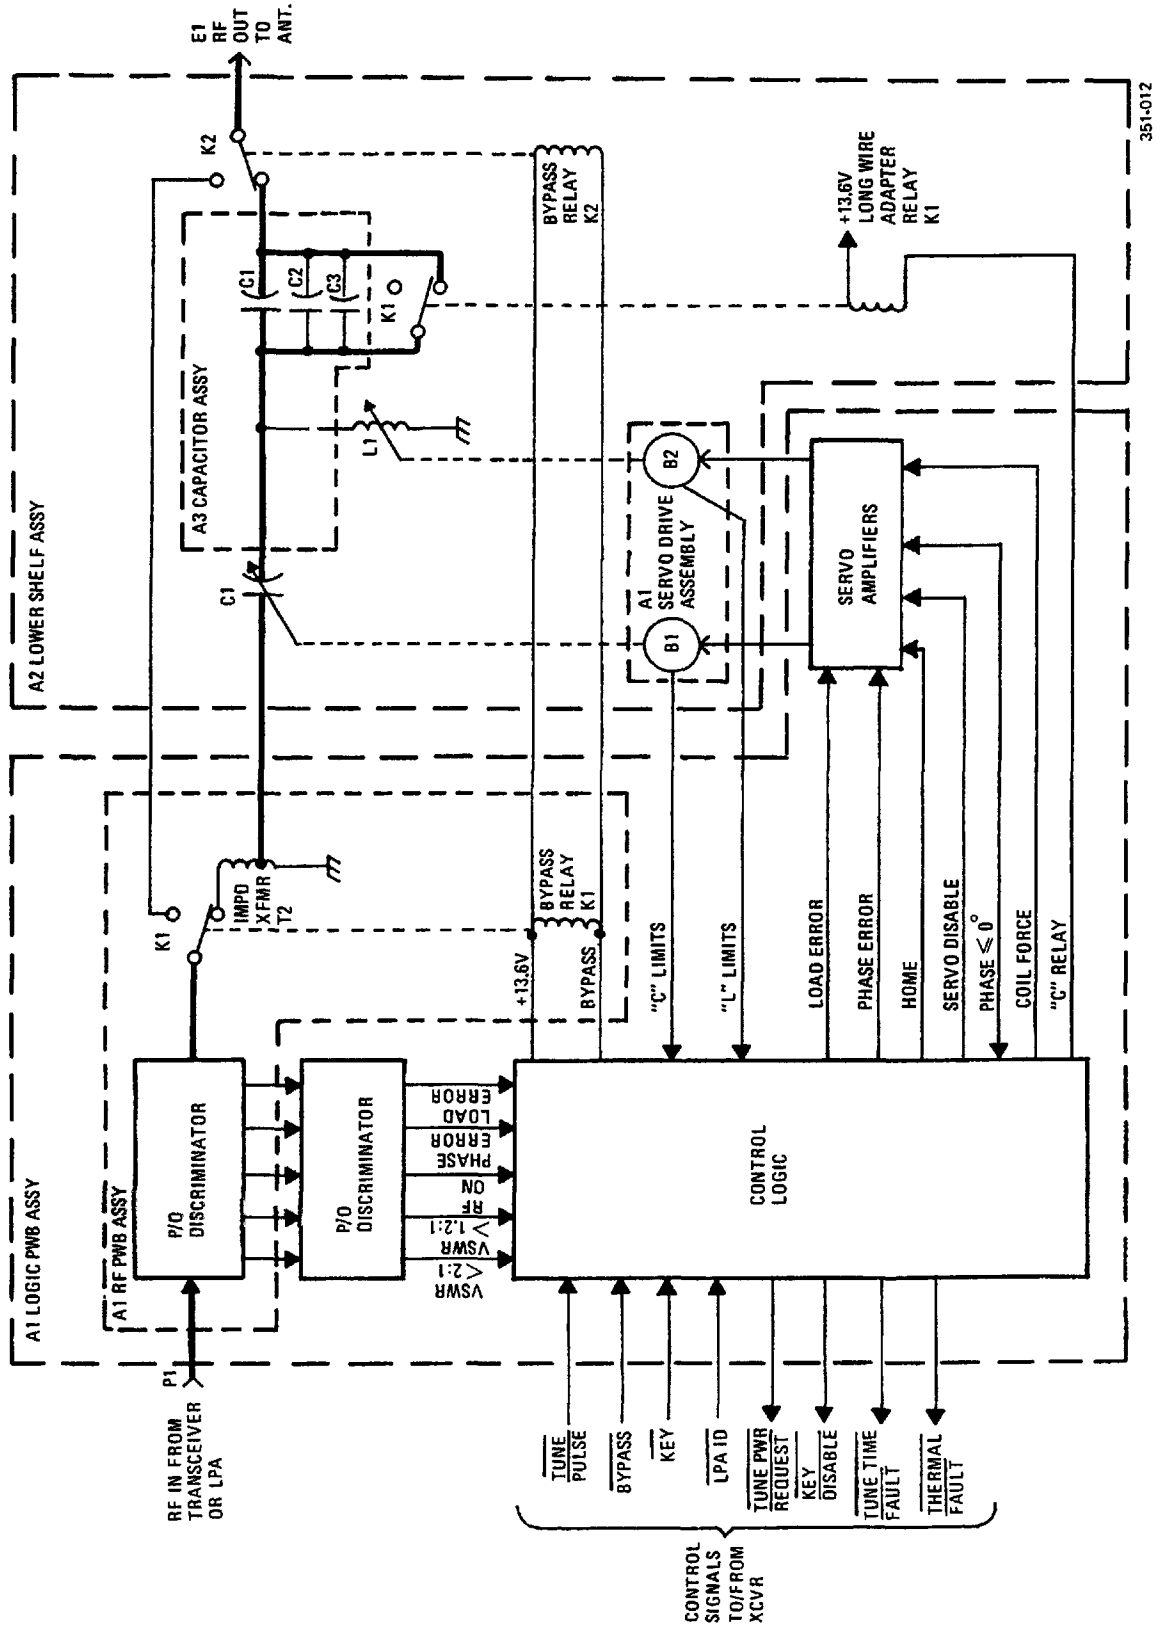 A1 LOGIC PWB ASSY
A1 RF PWB ASSY
A2 LOWER SHELF ASSY
A3 CAPACITOR ASSY
RF IN FROM
TRANSCEIVER
OR LPA
P1
P/O
DISCRIMINATOR
K1
IMPD
XFMR
T2
C1
L1
C1
C2
C3
K1
K2
E1
RF
OUT
TO
ANT.
P/O
DISCRIMINATOR
VSWR
<2:1
VSWR
>1.2:1
RF
ON
PHASE
ERROR
LOAD
ERROR
+13.6V
BYPASS
BYPASS
RELAY
K1
BYPASS
RELAY
K2
"C" LIMITS
"L" LIMITS
A1
SERVO DRIVE
ASSEMBLY
B1
B2
+13.6V
LONG WIRE
ADAPTER
RELAY
K1
CONTROL
LOGIC
LOAD ERROR
PHASE ERROR
HOME
SERVO DISABLE
PHASE ⩽ 0°
COIL FORCE
"C" RELAY
SERVO
AMPLIFIERS
CONTROL
SIGNALS
TO/FROM
XCVR
TUNE
PULSE
BYPASS
KEY
LPA ID
TUNE PWR
REQUEST
KEY
DISABLE
TUNE TIME
FAULT
THERMAL
FAULT
351-012